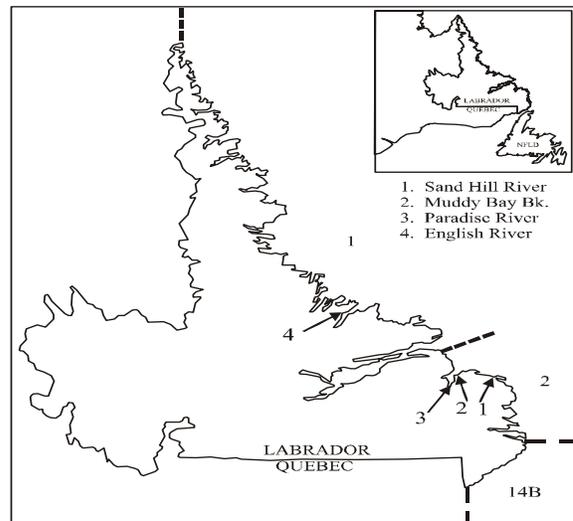 LABRADOR
QUEBEC
NFLD
1. Sand Hill River
2. Muddy Bay Bk.
3. Paradise River
4. English River
1
4
2
3 2 1
LABRADOR
QUEBEC
14B